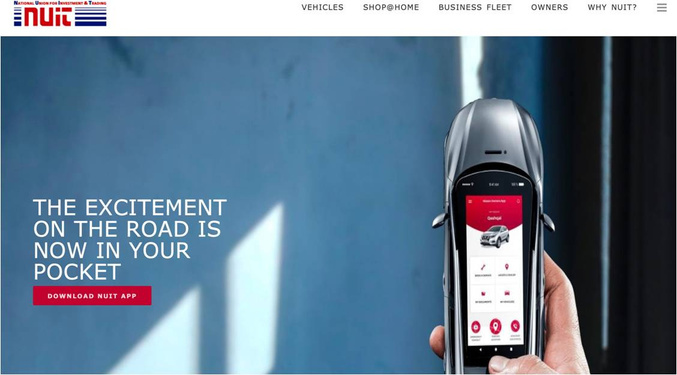 NATIONAL UNION FOR INVESTMENT & TRADING
nuit
VEHICLES SHOP@HOME BUSINESS FLEET OWNERS WHY NUIT?
THE EXCITEMENT
ON THE ROAD IS
NOW IN YOUR
POCKET
DOWNLOAD NUIT APP
Qashqai